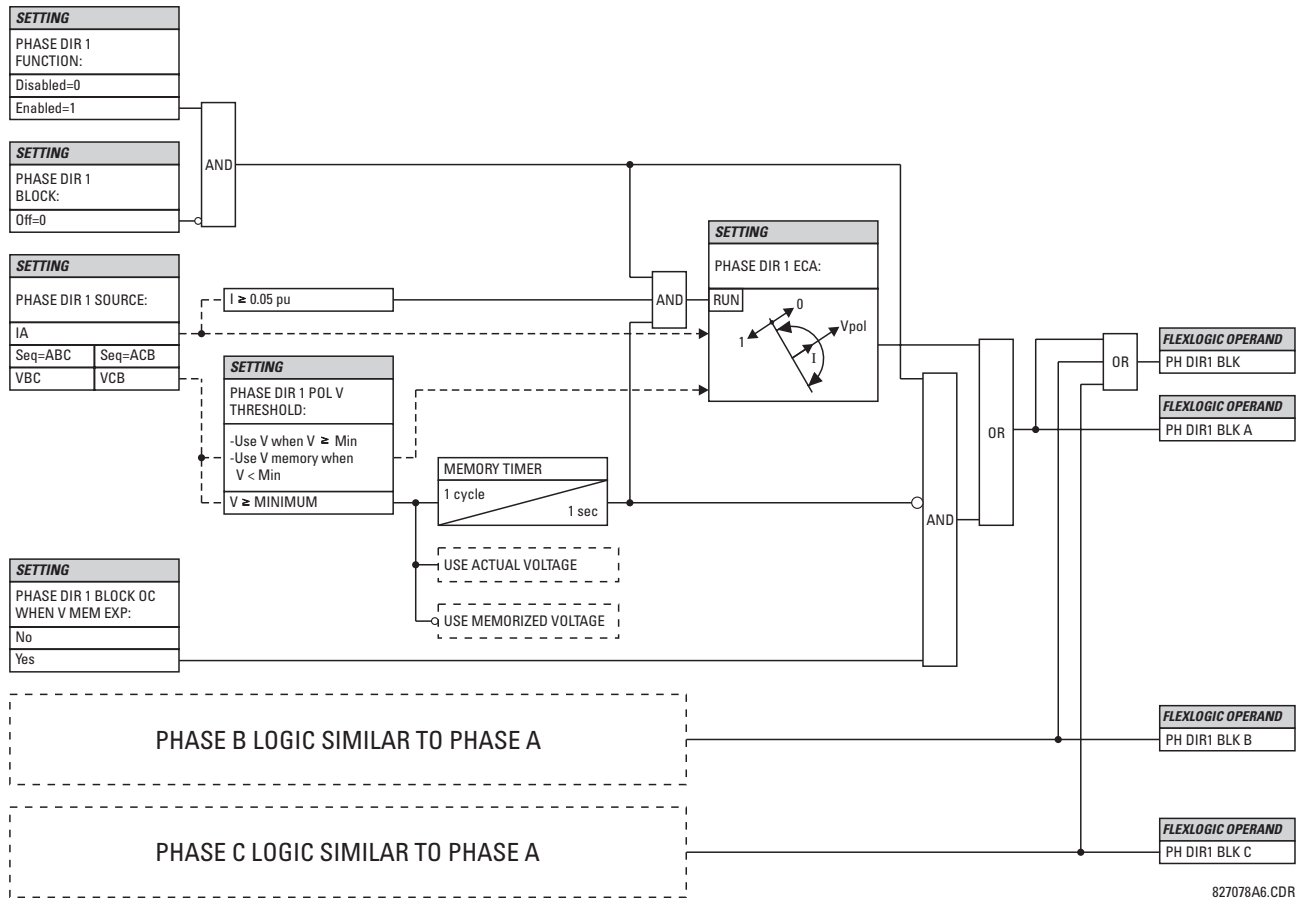 SETTING
PHASE DIR 1
FUNCTION:
Disabled=0
Enabled=1
AND
SETTING
PHASE DIR 1
BLOCK:
Off=0
SETTING
PHASE DIR 1 SOURCE:
IA
Seq=ABC Seq=ACB
VBC VCB
I ≥ 0.05 pu
SETTING
PHASE DIR 1 POL V
THRESHOLD:
-Use V when V ≥ Min
-Use V memory when
V < Min
V ≥ MINIMUM
MEMORY TIMER
1 cycle
1 sec
USE ACTUAL VOLTAGE
USE MEMORIZED VOLTAGE
AND
SETTING
PHASE DIR 1 ECA:
RUN
0
1
Vpol
I
AND
OR
OR
FLEXLOGIC OPERAND
PH DIR1 BLK
FLEXLOGIC OPERAND
PH DIR1 BLK A
SETTING
PHASE DIR 1 BLOCK OC
WHEN V MEM EXP:
No
Yes
PHASE B LOGIC SIMILAR TO PHASE A
FLEXLOGIC OPERAND
PH DIR1 BLK B
PHASE C LOGIC SIMILAR TO PHASE A
FLEXLOGIC OPERAND
PH DIR1 BLK C
827078A6.CDR